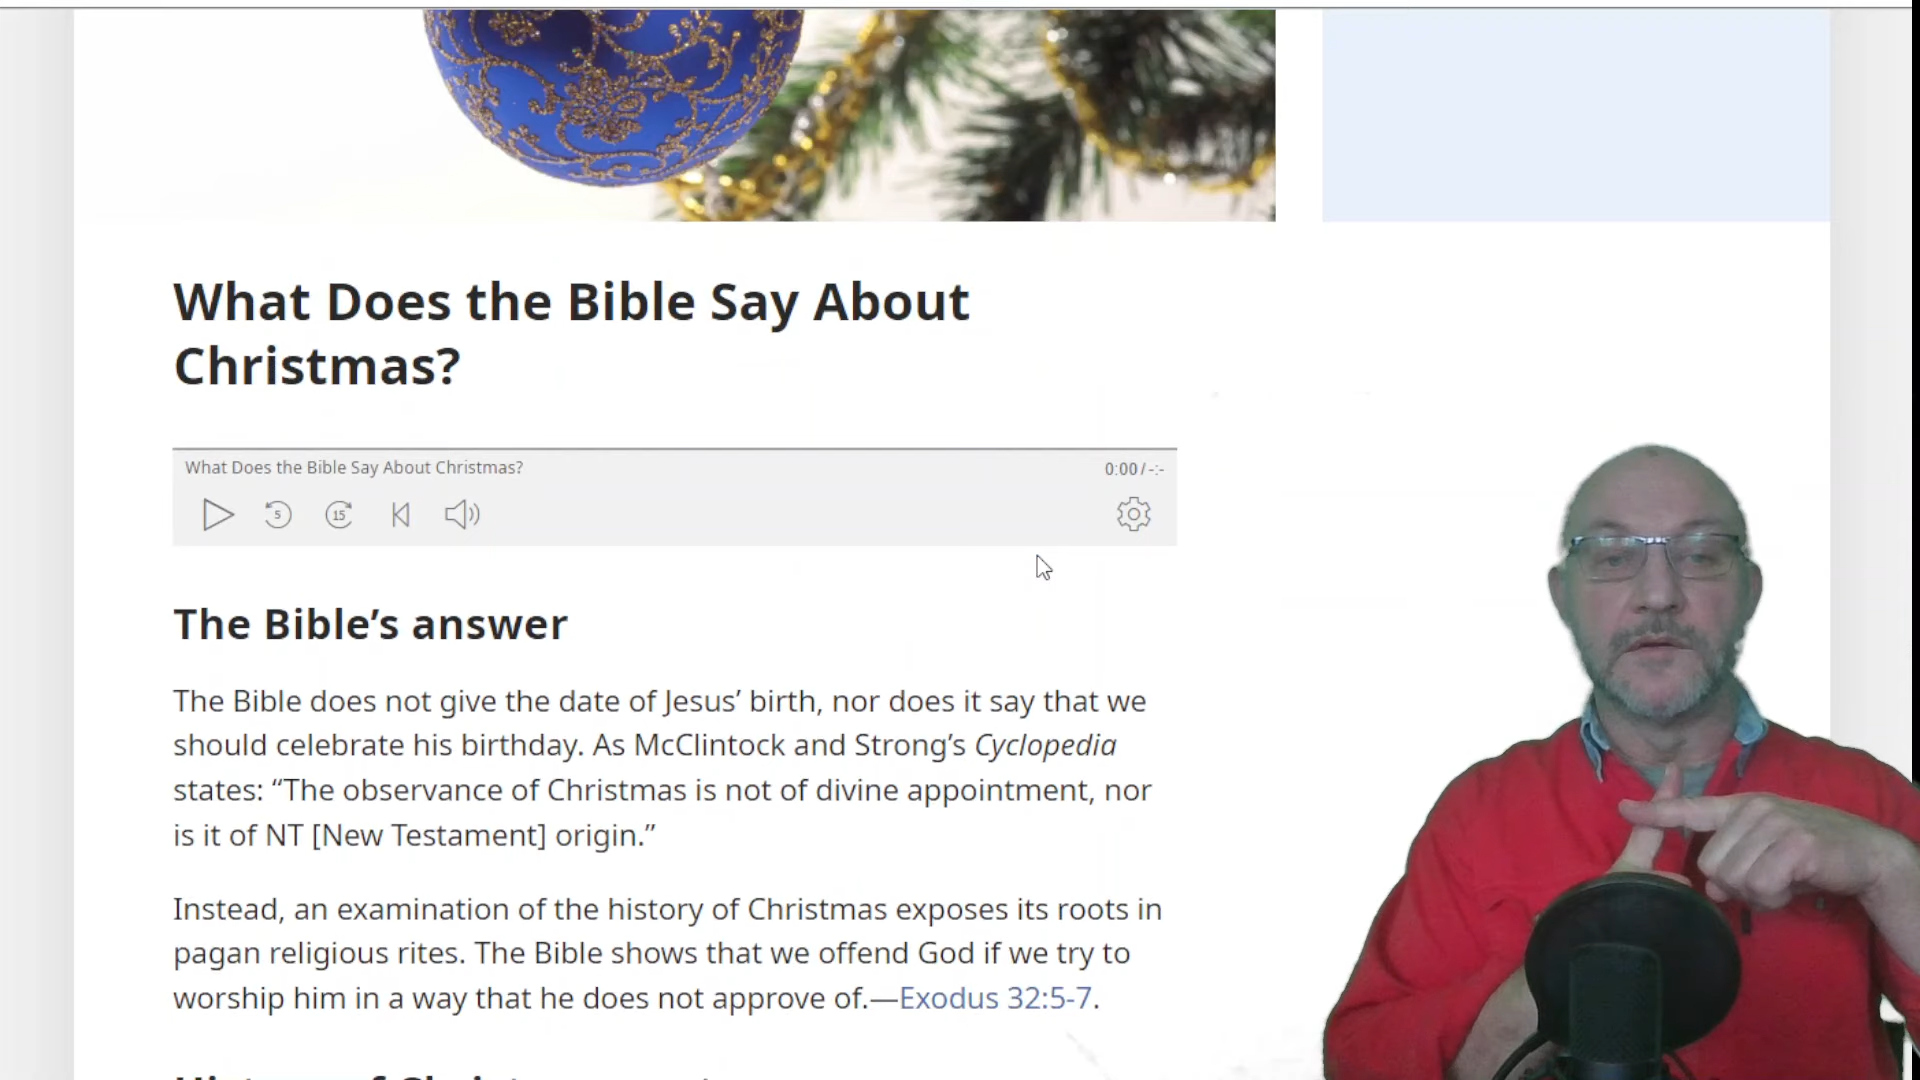 What Does the Bible Say About
Christmas?
What Does the Bible Say About Christmas?
0:00 / -:-
5
15
The Bible’s answer
The Bible does not give the date of Jesus’ birth, nor does it say that we
should celebrate his birthday. As McClintock and Strong’s Cyclopedia
states: “The observance of Christmas is not of divine appointment, nor
is it of NT [New Testament] origin.”
Instead, an examination of the history of Christmas exposes its roots in
pagan religious rites. The Bible shows that we offend God if we try to
worship him in a way that he does not approve of.—Exodus 32:5-7.